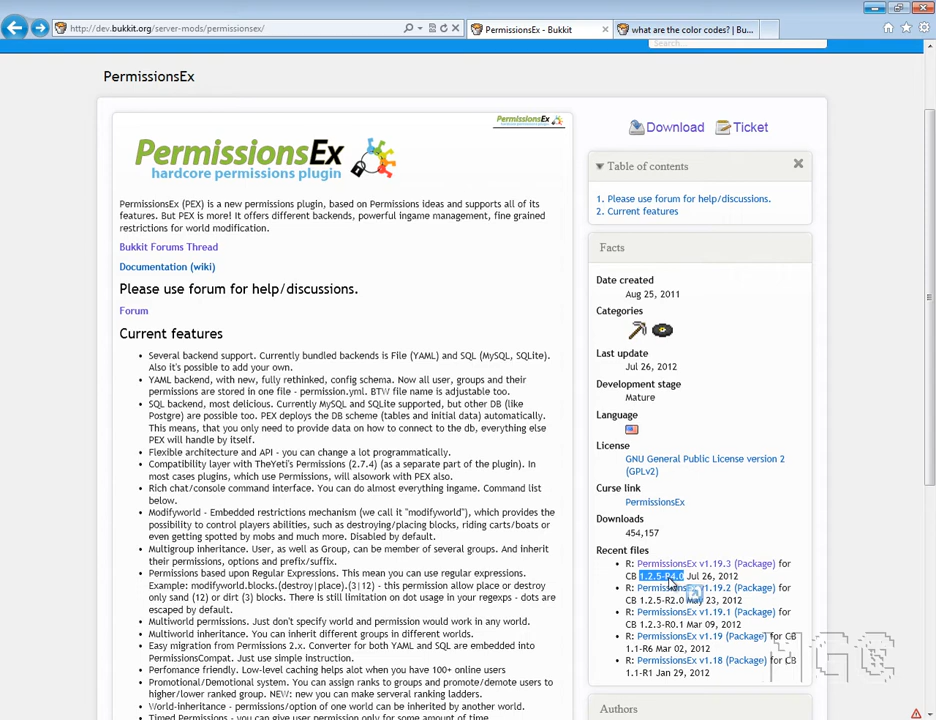 http://dev.bukkit.org/server-mods/permissionsex/
PermissionsEx - Bukkit
what are the color codes? | Bu...
Search...
PermissionsEx
PermissionsEx
PermissionsEx
hardcore permissions plugin
PermissionsEx (PEX) is a new permissions plugin, based on Permissions ideas and supports all of its
features. But PEX is more! It offers different backends, powerful ingame management, fine grained
restrictions for world modification.
Bukkit Forums Thread
Documentation (wiki)
Please use forum for help/discussions.
Forum
Current features
• Several backend support. Currently bundled backends is File (YAML) and SQL (MySQL, SQLite).
Also it's possible to add your own.
• YAML backend, with new, fully rethinked, config schema. Now all user, groups and their
permissions are stored in one file - permission.yml. BTW file name is adjustable too.
• SQL backend, most delicious. Currently MySQL and SQLite supported, but other DB (like
Postgre) are possible too. PEX deploys the DB scheme (tables and initial data) automatically.
This means, that you only need to provide data on how to connect to the db, everything else
PEX will handle by itself.
• Flexible architecture and API - you can change a lot programmatically.
• Compatibility layer with TheYeti's Permissions (2.7.4) (as a separate part of the plugin). In
most cases plugins, which use Permissions, will alsowork with PEX also.
• Rich chat/console command interface. You can do almost everything ingame. Command list
below.
• Modifyworld - Embedded restrictions mechanism (we call it "modifyworld"), which provides the
possibility to control players abilities, such as destroying/placing blocks, riding carts/boats or
even getting spotted by mobs and much more. Disabled by default.
• Multigroup inheritance. User, as well as Group, can be member of several groups. And inherit
their permissions, options and prefix/suffix.
• Permissions based upon Regular Expressions. This mean you can use regular expressions.
Example: modifyworld.blocks.(destroy|place).(3|12) - this permission allow place or destroy
only sand (12) or dirt (3) blocks. There is still limitation on dot usage in your regexps - dots are
escaped by default.
• Multiworld permissions. Just don't specify world and permission would work in any world.
• Multiworld inheritance. You can inherit different groups in different worlds.
• Easy migration from Permissions 2.x. Converter for both YAML and SQL are embedded into
PermissionsCompat. Just use simple instruction.
• Perfomance friendly. Low-level caching helps alot when you have 100+ online users
• Promotional/Demotional system. You can assign ranks to groups and promote/demote users to
higher/lower ranked group. NEW: new you can make serveral ranking ladders.
• World-inheritance - permissions/option of one world can be inherited by another world.
• Timed Permissions - you can give user permission only for some amount of time.
Download Ticket
Table of contents
1. Please use forum for help/discussions.
2. Current features
Facts
Date created
Aug 25, 2011
Categories
Last update
Jul 26, 2012
Development stage
Mature
Language
License
GNU General Public License version 2
(GPLv2)
Curse link
PermissionsEx
Downloads
454,157
Recent files
• R: PermissionsEx v1.19.3 (Package) for
CB 1.2.5-R4.0 Jul 26, 2012
• R: PermissionsEx v1.19.2 (Package) for
CB 1.2.5-R2.0 May 23, 2012
• R: PermissionsEx v1.19.1 (Package) for
CB 1.2.3-R0.1 Mar 09, 2012
• R: PermissionsEx v1.19 (Package) for CB
1.1-R6 Mar 02, 2012
• R: PermissionsEx v1.18 (Package) for CB
1.1-R1 Jan 29, 2012
Authors